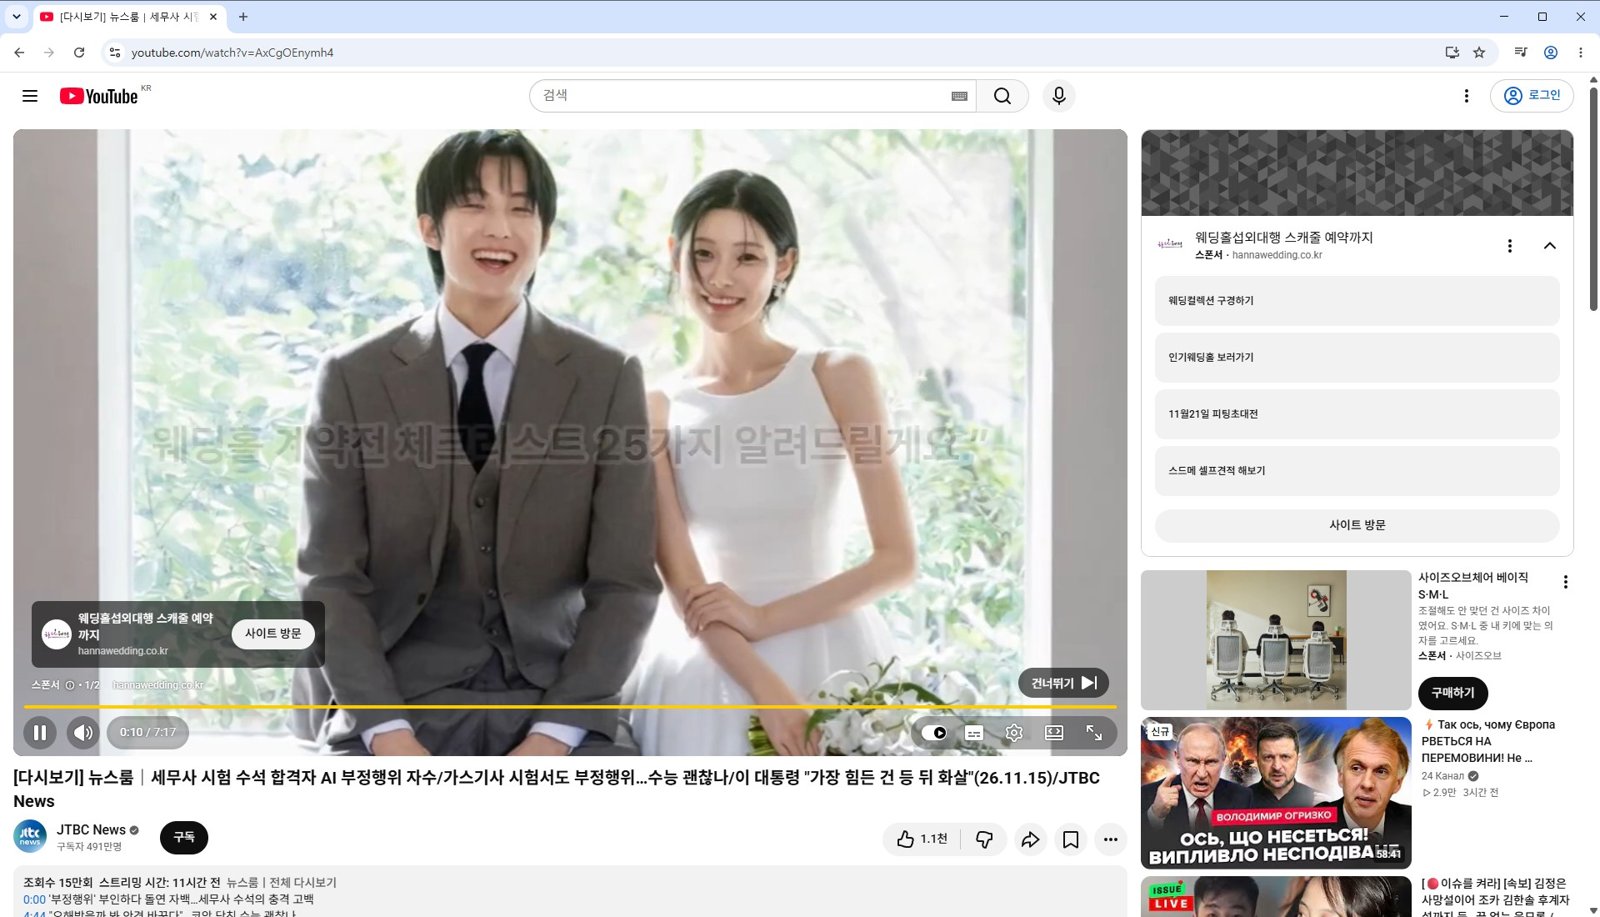 [다시보기] 뉴스룸 | 세무사 시험
youtube.com/watch?v=AxCgOEnymh4
YouTube KR
검색
로그인
웨딩홀 계약전 체크리스트 25가지 알려드릴게요"
웨딩홀섭외대행 스캐줄 예약
까지
hannawedding.co.kr
사이트 방문
스폰서 · 1/2 hannawedding.co.kr
건너뛰기
0:10 / 7:17
[다시보기] 뉴스룸｜세무사 시험 수석 합격자 AI 부정행위 자수/가스기사 시험서도 부정행위…수능 괜찮나/이 대통령 "가장 힘든 건 등 뒤 화살"(26.11.15)/JTBC
News
jtbc
news
JTBC News
구독자 491만명
구독
1.1천
조회수 15만회 스트리밍 시간: 11시간 전 뉴스룸 | 전체 다시보기
0:00 '부정행위' 부인하다 돌연 자백…세무사 수석의 충격 고백
웨딩홀섭외대행 스캐줄 예약까지
스폰서 · hannawedding.co.kr
웨딩컬렉션 구경하기
인기웨딩홀 보러가기
11월21일 피팅초대전
스드메 셀프견적 해보기
사이트 방문
사이즈오브체어 베이직
S·M·L
조절해도 안 맞던 건 사이즈 차이
였어요. S·M·L 중 내 키에 맞는 의
자를 고르세요.
스폰서 · 사이즈오브
구매하기
신규
ВОЛОДИМИР ОГРИЗКО
ОСЬ, ЩО НЕСЕТЬСЯ!
ВИПЛИВЛО НЕСПОДІВА
58:41
Так ось, чому Європа
РВЕТЬСЯ НА
ПЕРЕМОВИНИ! Не ...
24 Канал
2.9만 3시간 전
ISSUE
LIVE
[🔴이슈를 켜라] [속보] 김정은
사망설이어 조카 김한솔 후계자